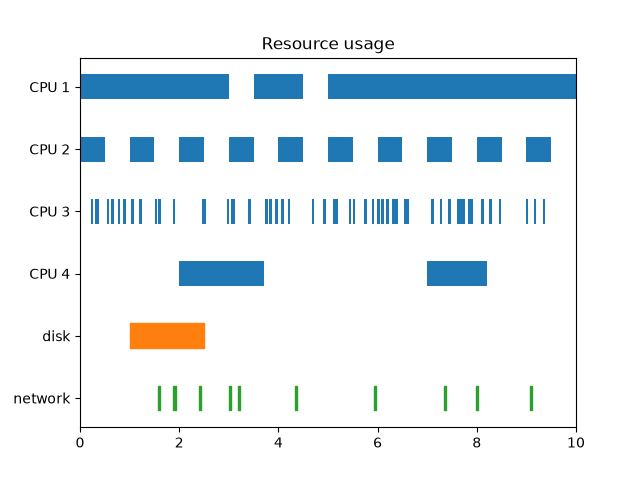 Resource usage
CPU 1
CPU 2
CPU 3
CPU 4
disk
network
0 2 4 6 8 10